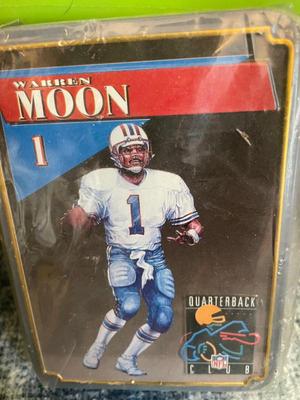 WARREN
MOON
1
1
QUARTERBACK
NFL
CLUB